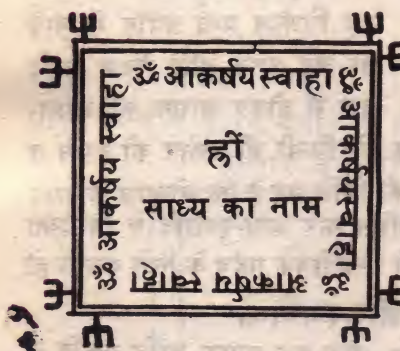 ॐ आकर्षय स्वाहा
ॐ आकर्षय स्वाहा
ह्रीं
साध्य का नाम
ॐ आकर्षय स्वाहा
ॐ आकर्षय स्वाहा